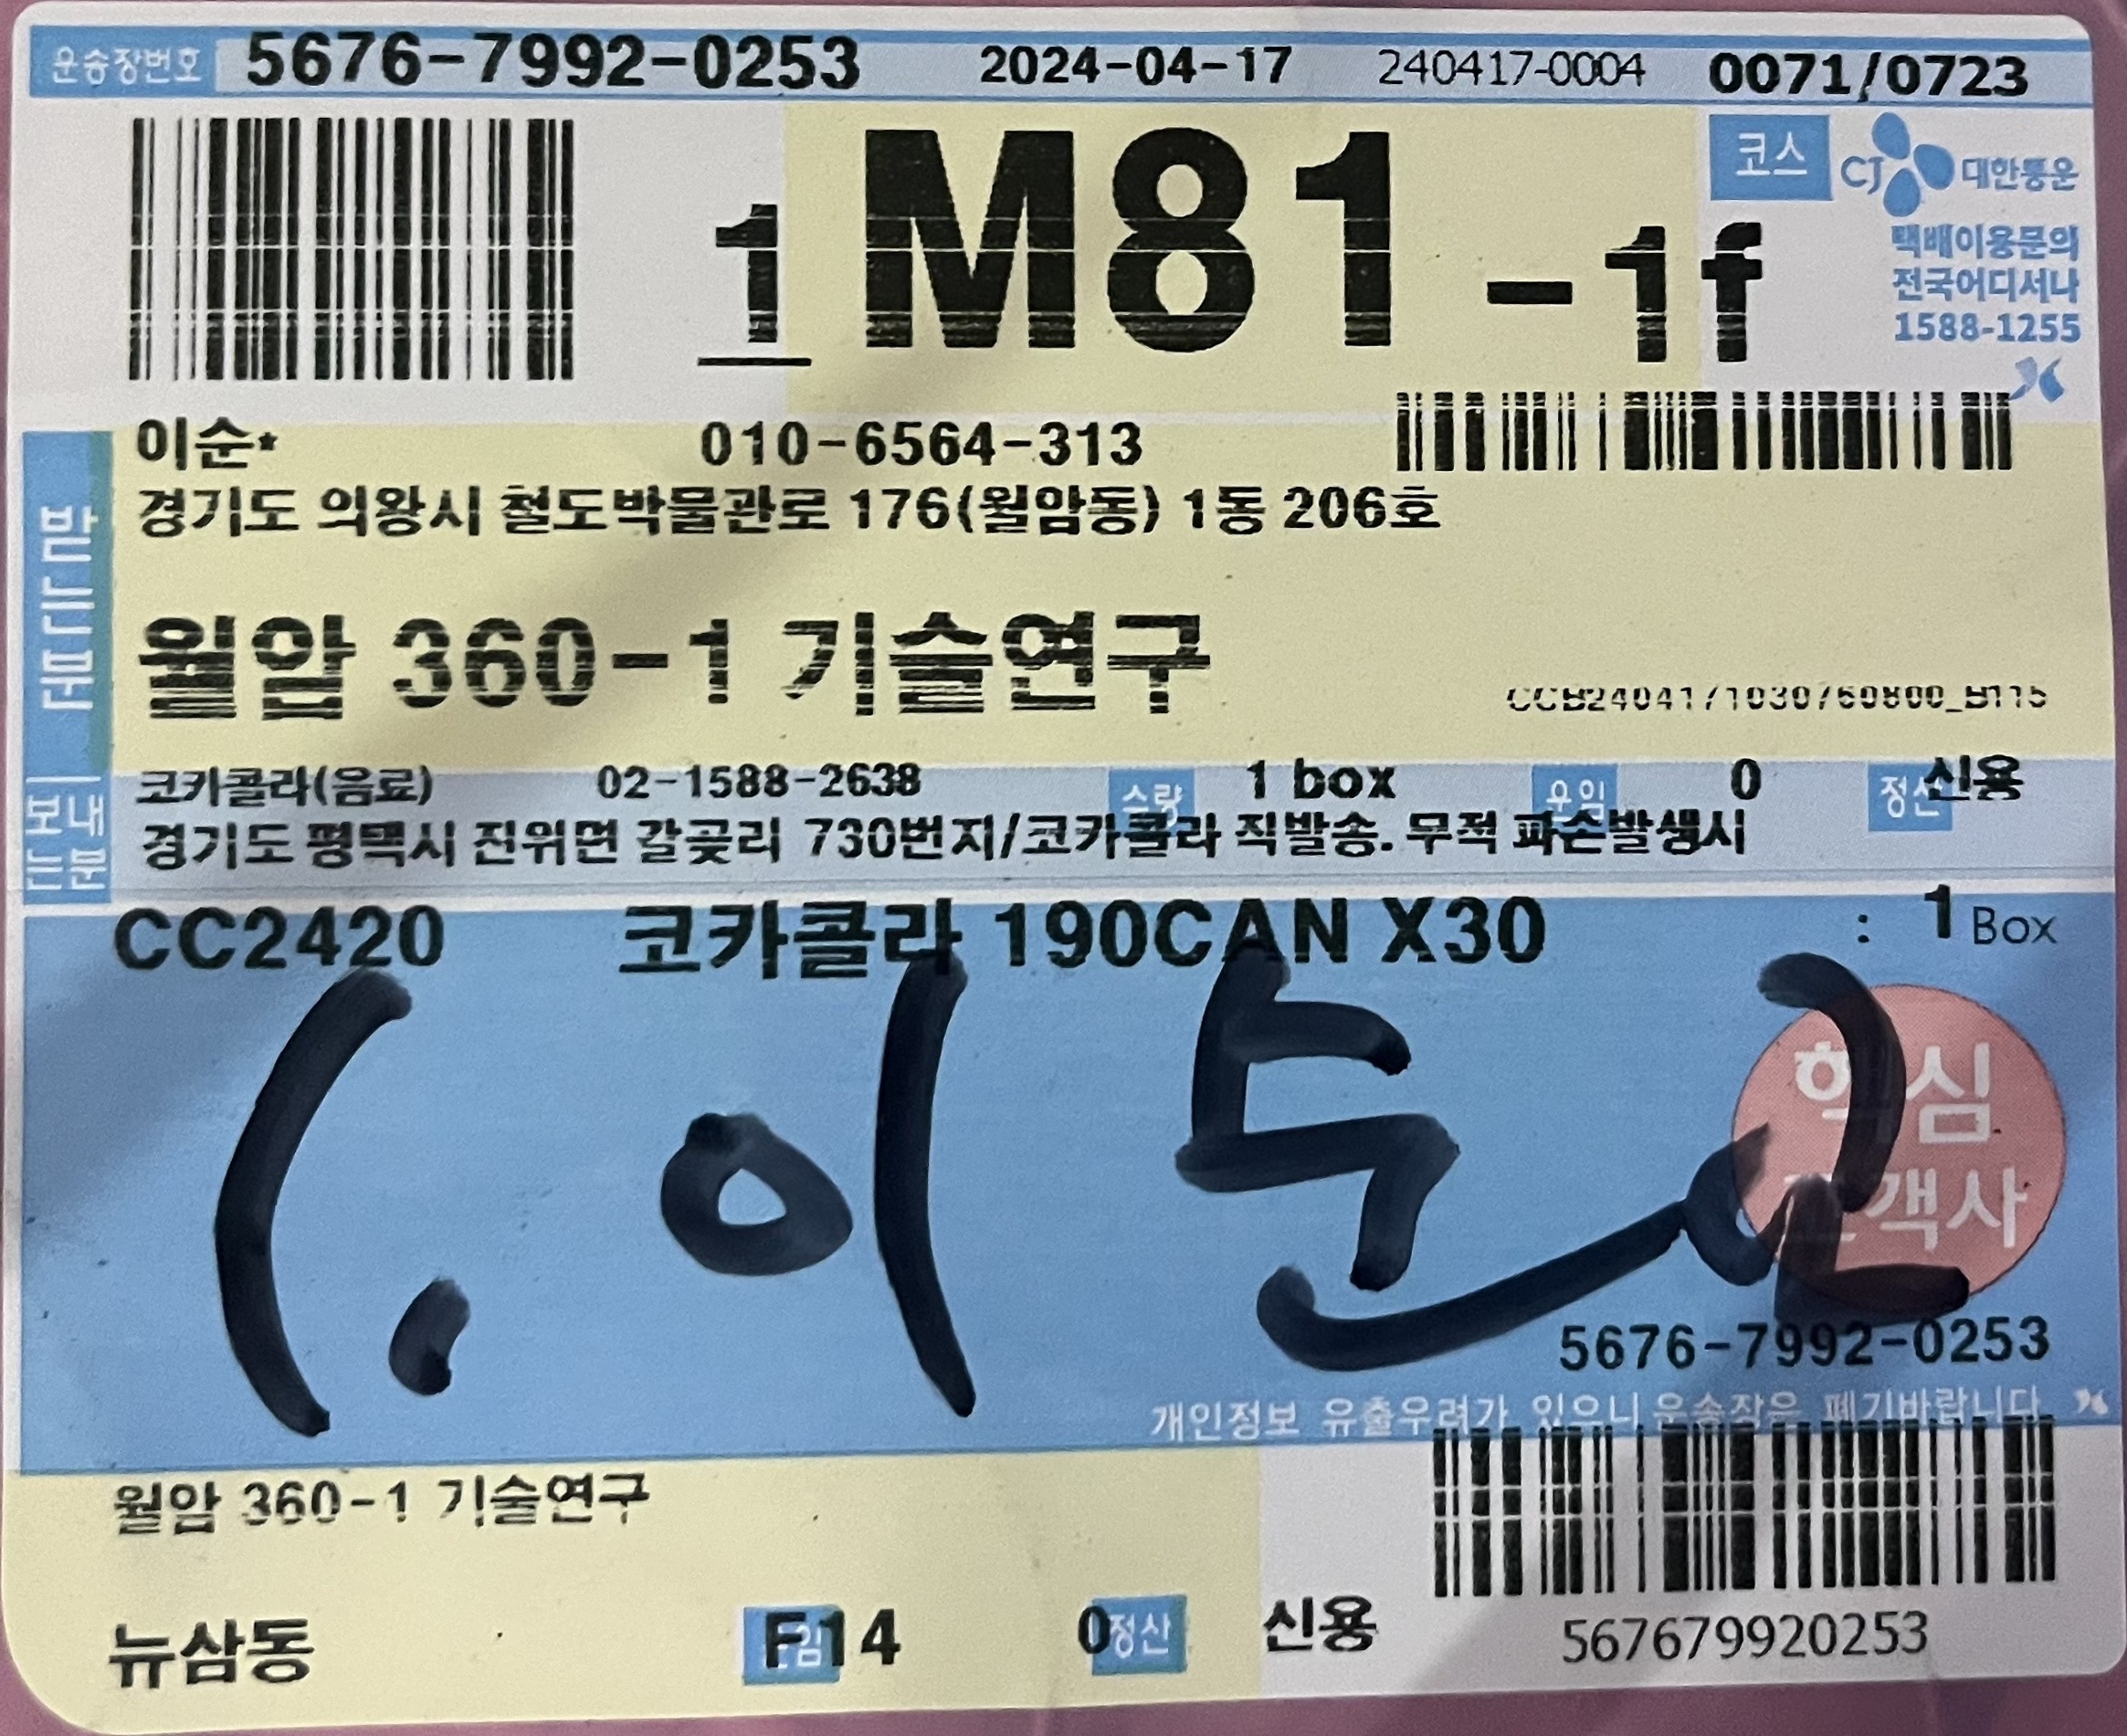 운송장번호 5676-7992-0253 2024-04-17 240417-0004 0071/0723
1 M81 -1f
코스 CJ 대한통운
택배이용문의
전국어디서나
1588-1255
받으시는분
이순* 010-6564-313
경기도 의왕시 철도박물관로 176(월암동) 1동 206호
월암 360-1 기술연구
CCB2404171030760800_B115
보내시는분
코카콜라(음료) 02-1588-2638 수량 1 box 운임 0 정산 신용
경기도 평택시 진위면 갈곶리 730번지/코카콜라 직발송. 무적 파손발생시
CC2420 코카콜라 190CAN X30 : 1 Box
핵심
고객사
5676-7992-0253
개인정보 유출우려가 있으니 운송장은 폐기바랍니다
월암 360-1 기술연구
뉴삼동 F14 0 정산 신용
567679920253